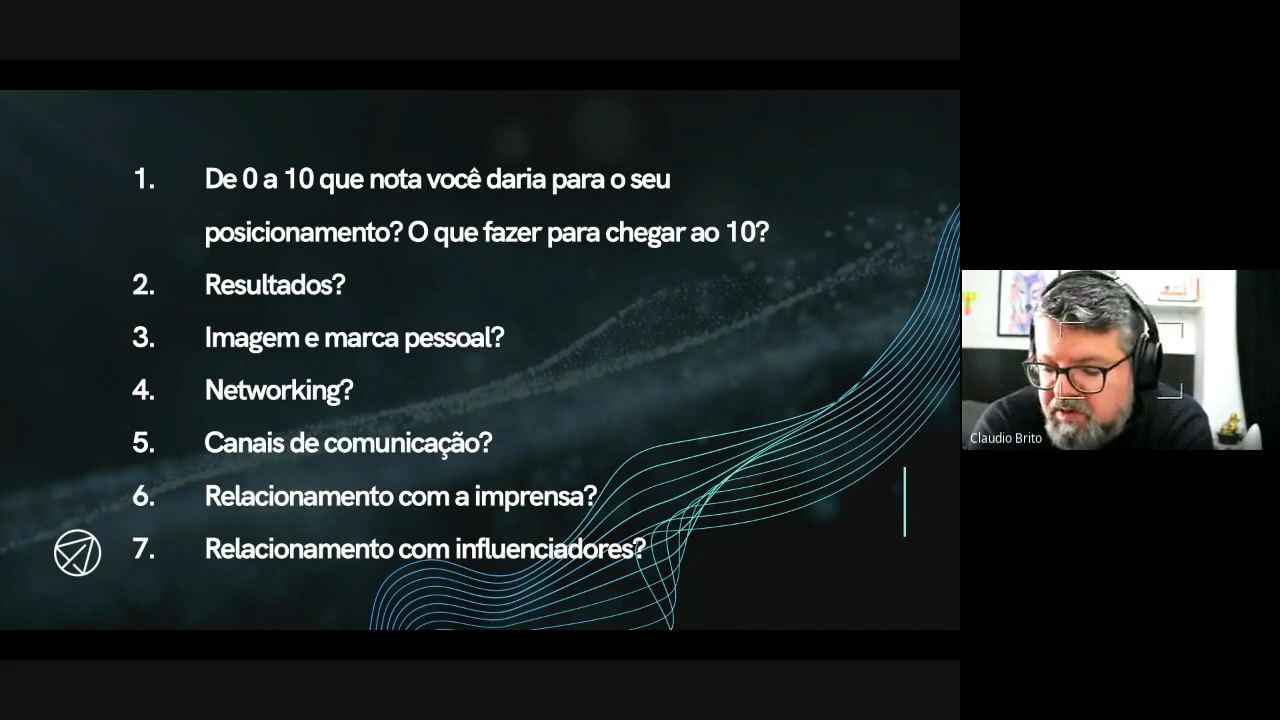 1. De 0 a 10 que nota você daria para o seu
posicionamento? O que fazer para chegar ao 10?
2. Resultados?
3. Imagem e marca pessoal?
4. Networking?
5. Canais de comunicação?
6. Relacionamento com a imprensa?
7. Relacionamento com influenciadores?
Claudio Brito